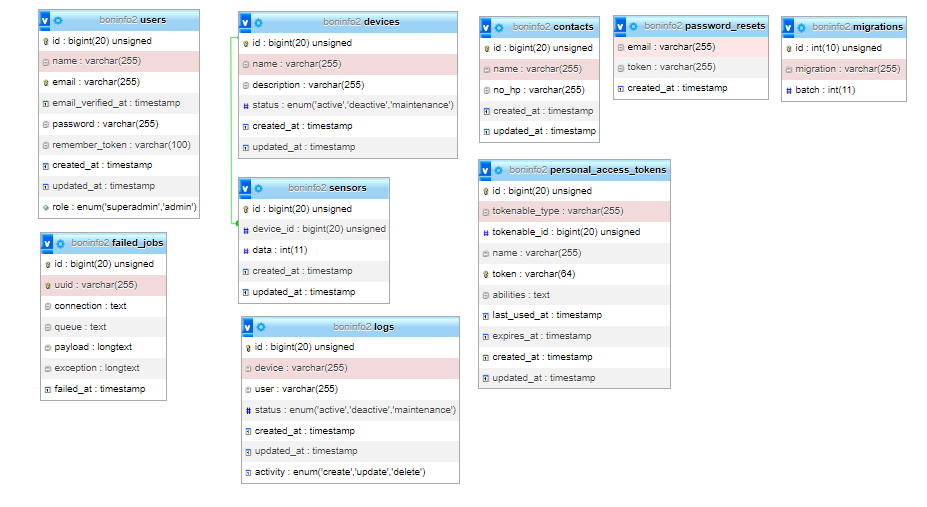 boninfo2 users
id : bigint(20) unsigned
name : varchar(255)
email : varchar(255)
email_verified_at : timestamp
password : varchar(255)
remember_token : varchar(100)
created_at : timestamp
updated_at : timestamp
role : enum('superadmin','admin')
boninfo2 failed_jobs
id : bigint(20) unsigned
uuid : varchar(255)
connection : text
queue : text
payload : longtext
exception : longtext
failed_at : timestamp
boninfo2 devices
id : bigint(20) unsigned
name : varchar(255)
description : varchar(255)
status : enum('active','deactive','maintenance')
created_at : timestamp
updated_at : timestamp
boninfo2 sensors
id : bigint(20) unsigned
device_id : bigint(20) unsigned
data : int(11)
created_at : timestamp
updated_at : timestamp
boninfo2 logs
id : bigint(20) unsigned
device : varchar(255)
user : varchar(255)
status : enum('active','deactive','maintenance')
created_at : timestamp
updated_at : timestamp
activity : enum('create','update','delete')
boninfo2 contacts
id : bigint(20) unsigned
name : varchar(255)
no_hp : varchar(255)
created_at : timestamp
updated_at : timestamp
boninfo2 password_resets
email : varchar(255)
token : varchar(255)
created_at : timestamp
boninfo2 migrations
id : int(10) unsigned
migration : varchar(255)
batch : int(11)
boninfo2 personal_access_tokens
id : bigint(20) unsigned
tokenable_type : varchar(255)
tokenable_id : bigint(20) unsigned
name : varchar(255)
token : varchar(64)
abilities : text
last_used_at : timestamp
expires_at : timestamp
created_at : timestamp
updated_at : timestamp